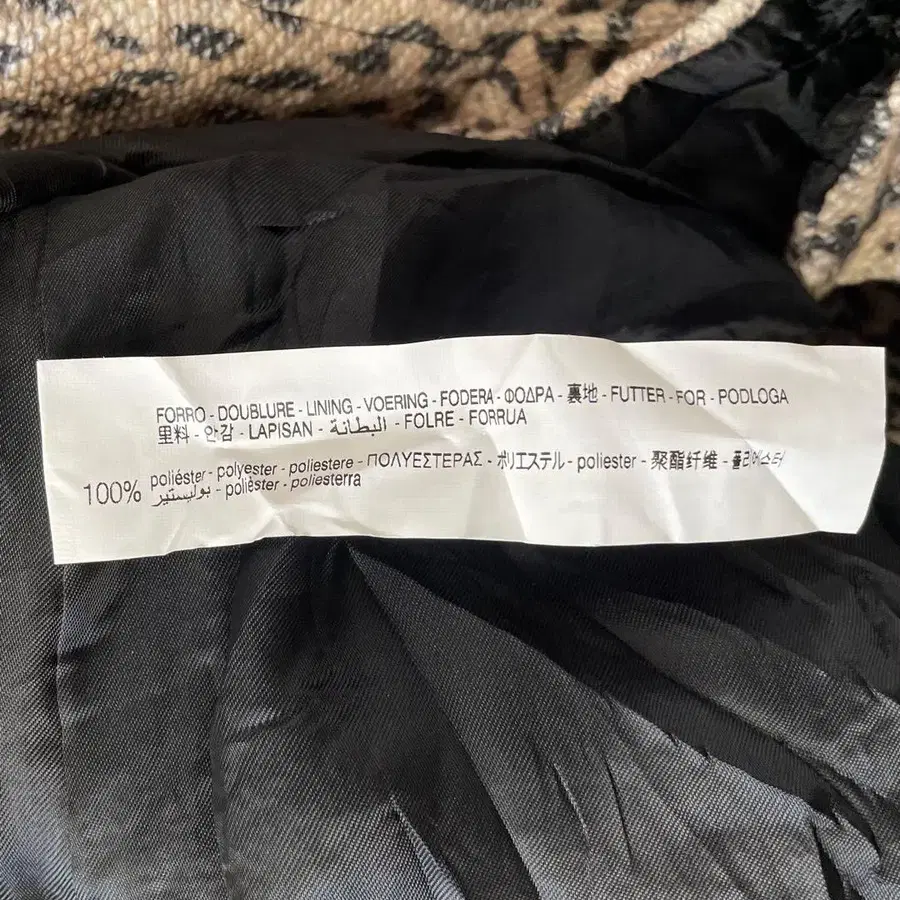 FORRO - DOUBLURE - LINING - VOERING - FODERA - ΦΟΔΡΑ - 裏地 - FUTTER - FOR - PODLOGA
里料 - 안감 - LAPISAN - البطانة - FOLRE - FORRUA
100% poliéster - polyester - poliestere - ΠΟΛΥΕΣΤΕΡΑΣ - ポリエステル - poliester - 聚酯纤维 - 폴리에스터
بوليستير - polièster - poliesterra